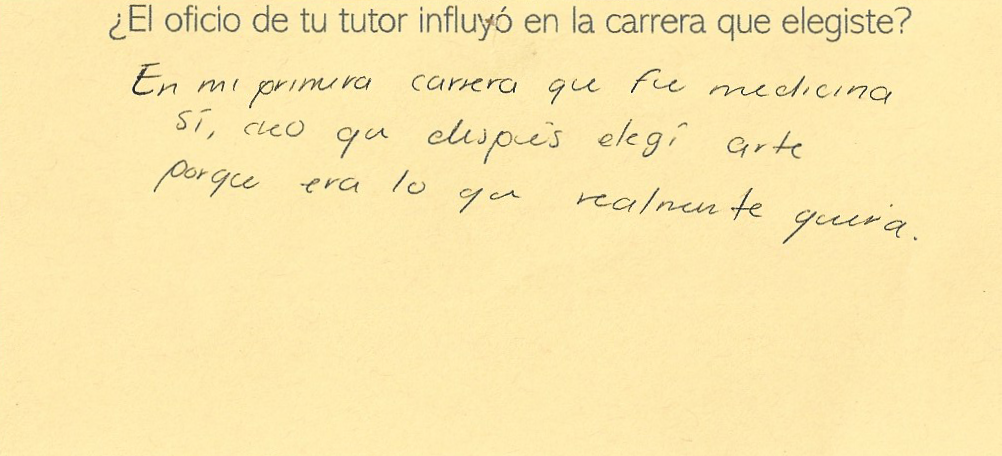 ¿El oficio de tu tutor influyó en la carrera que elegiste?
En mi primera carrera que fue medicina
sí, creo que después elegí arte
porque era lo que realmente quería.